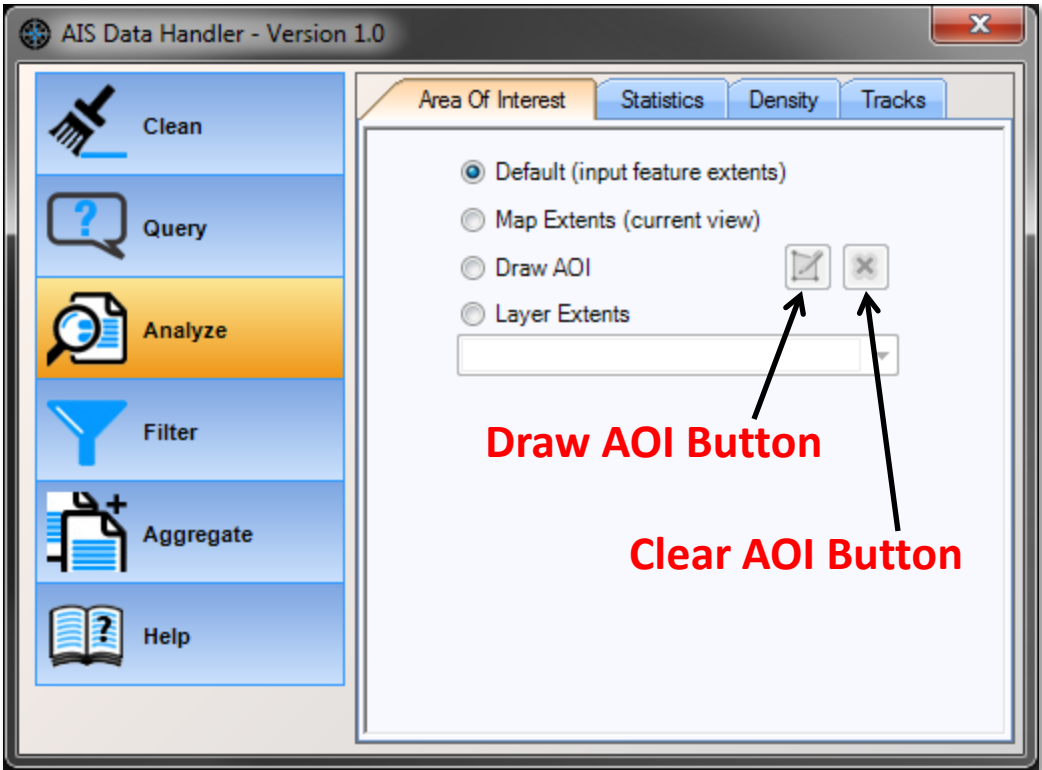 AIS Data Handler - Version 1.0
Clean
Query
Analyze
Filter
Aggregate
Help
Area Of Interest
Statistics
Density
Tracks
Default (input feature extents)
Map Extents (current view)
Draw AOI
Layer Extents
Draw AOI Button
Clear AOI Button